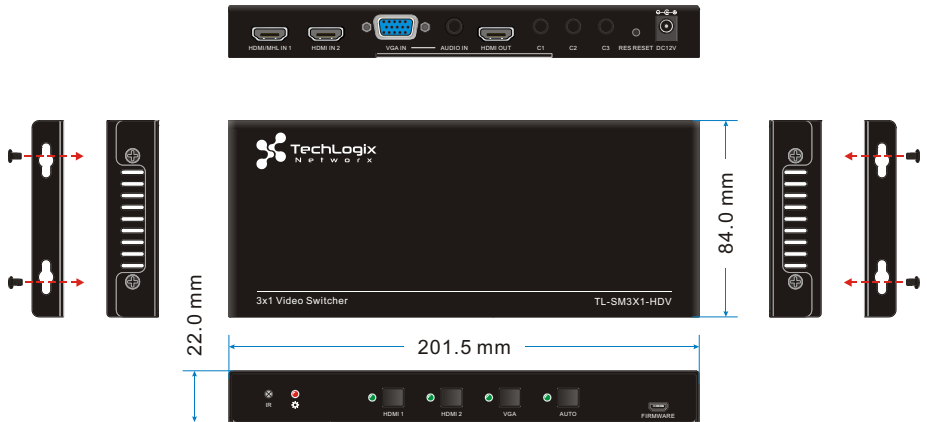 HDMI/MHL IN 1 HDMI IN 2 VGA IN AUDIO IN HDMI OUT C1 C2 C3 RES RESET DC12V
TechLogix
Networx
84.0 mm
3x1 Video Switcher TL-SM3X1-HDV
22.0 mm
201.5 mm
IR HDMI 1 HDMI 2 VGA AUTO FIRMWARE